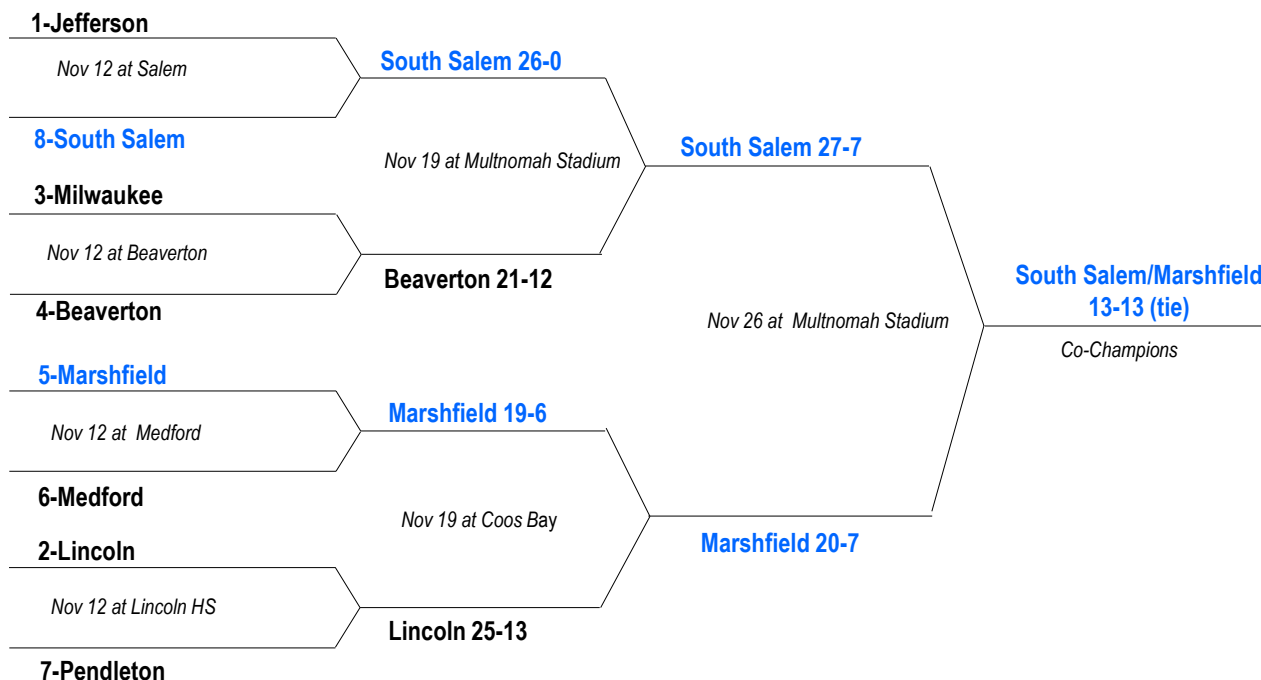 1-Jefferson
Nov 12 at Salem
8-South Salem
3-Milwaukee
Nov 12 at Beaverton
4-Beaverton
5-Marshfield
Nov 12 at Medford
6-Medford
2-Lincoln
Nov 12 at Lincoln HS
7-Pendleton
South Salem 26-0
Nov 19 at Multnomah Stadium
Beaverton 21-12
Marshfield 19-6
Nov 19 at Coos Bay
Lincoln 25-13
South Salem 27-7
Nov 26 at Multnomah Stadium
Marshfield 20-7
South Salem/Marshfield
13-13 (tie)
Co-Champions